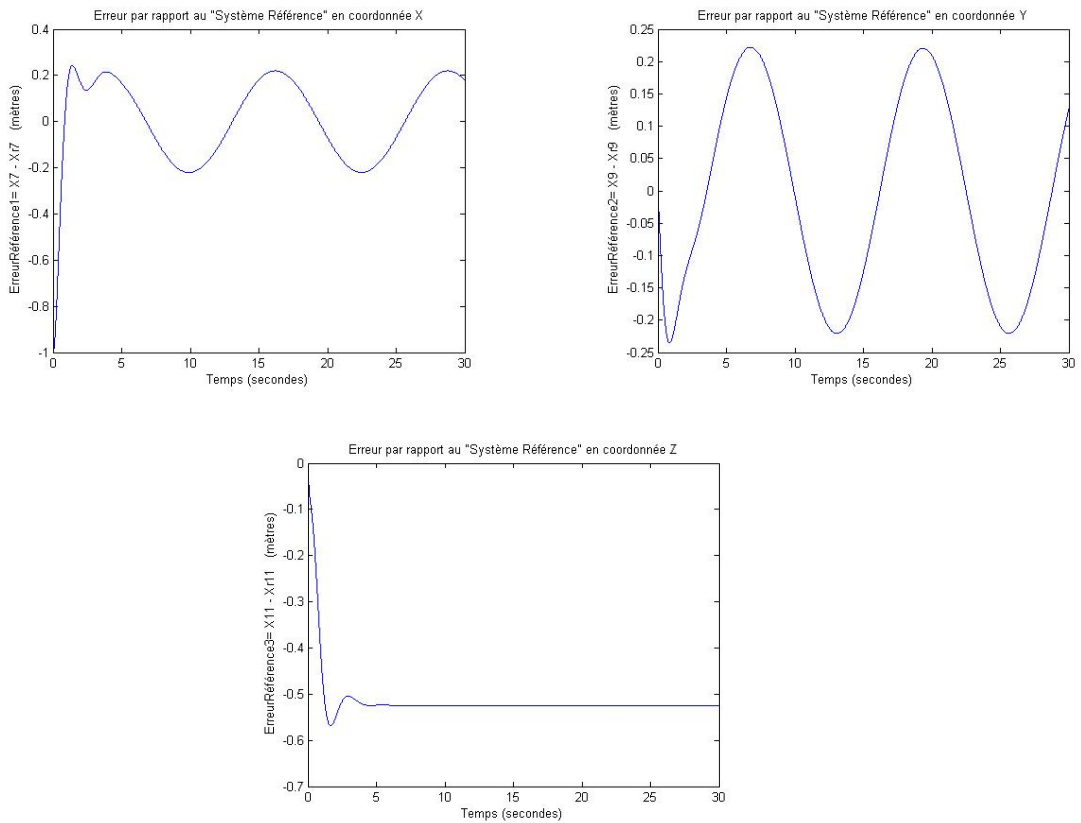 Erreur par rapport au "Système Référence" en coordonnée X
ErreurRéférence1= X7 - Xr7 (mètres)
0.4
0.2
0
-0.2
-0.4
-0.6
-0.8
-1
0 5 10 15 20 25 30
Temps (secondes)
Erreur par rapport au "Système Référence" en coordonnée Y
ErreurRéférence2= X9 - Xr9 (mètres)
0.25
0.2
0.15
0.1
0.05
0
-0.05
-0.1
-0.15
-0.2
-0.25
0 5 10 15 20 25 30
Temps (secondes)
Erreur par rapport au "Système Référence" en coordonnée Z
ErreurRéférence3= X11 - Xr11 (mètres)
0
-0.1
-0.2
-0.3
-0.4
-0.5
-0.6
-0.7
0 5 10 15 20 25 30
Temps (secondes)